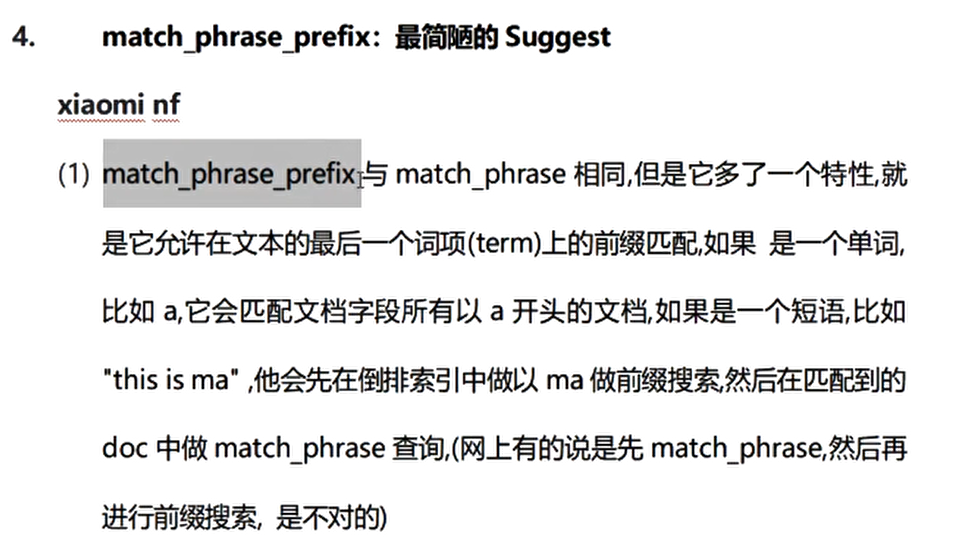 4. match_phrase_prefix：最简陋的 Suggest
xiaomi nf
(1) match_phrase_prefix 与 match_phrase 相同,但是它多了一个特性,就
是它允许在文本的最后一个词项(term)上的前缀匹配,如果 是一个单词,
比如 a,它会匹配文档字段所有以 a 开头的文档,如果是一个短语,比如
"this is ma" ,他会先在倒排索引中做以 ma 做前缀搜索,然后在匹配到的
doc 中做 match_phrase 查询,(网上有的说是先 match_phrase,然后再
进行前缀搜索, 是不对的)